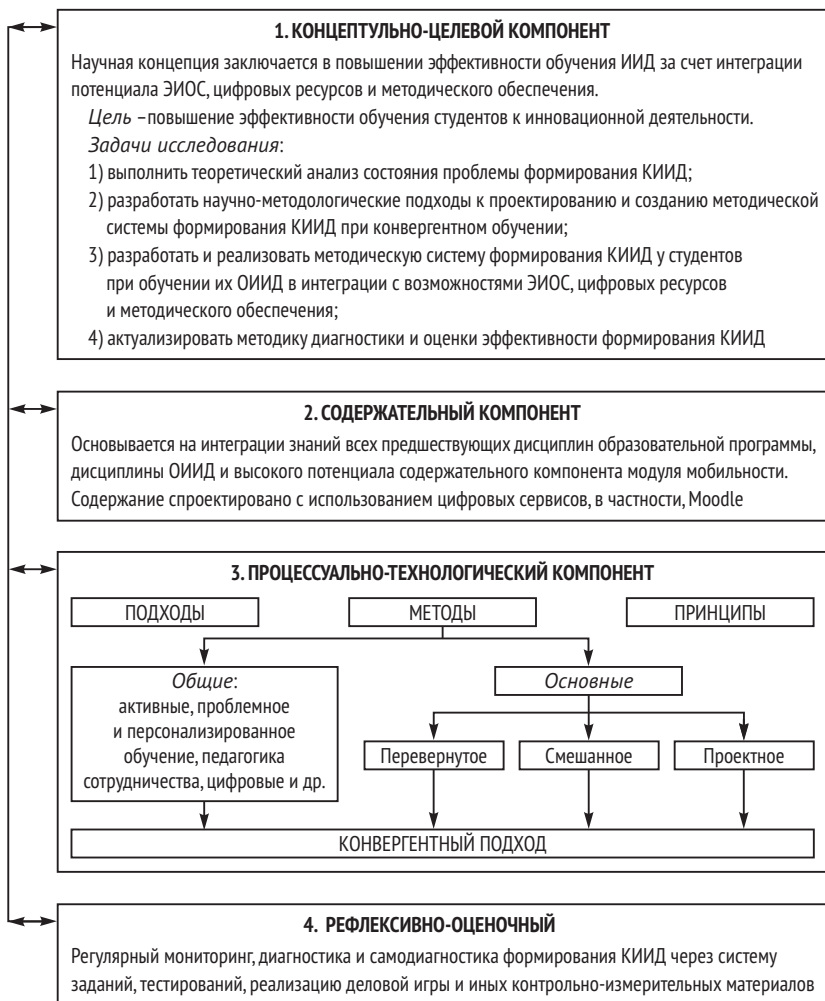 1. КОНЦЕПТУЛЬНО-ЦЕЛЕВОЙ КОМПОНЕНТ
Научная концепция заключается в повышении эффективности обучения ИИД за счет интеграции
потенциала ЭИОС, цифровых ресурсов и методического обеспечения.
Цель –повышение эффективности обучения студентов к инновационной деятельности.
Задачи исследования:
1) выполнить теоретический анализ состояния проблемы формирования КИИД;
2) разработать научно-методологические подходы к проектированию и созданию методической
системы формирования КИИД при конвергентном обучении;
3) разработать и реализовать методическую систему формирования КИИД у студентов
при обучении их ОИИД в интеграции с возможностями ЭИОС, цифровых ресурсов
и методического обеспечения;
4) актуализировать методику диагностики и оценки эффективности формирования КИИД
2. СОДЕРЖАТЕЛЬНЫЙ КОМПОНЕНТ
Основывается на интеграции знаний всех предшествующих дисциплин образовательной программы,
дисциплины ОИИД и высокого потенциала содержательного компонента модуля мобильности.
Содержание спроектировано с использованием цифровых сервисов, в частности, Moodle
3. ПРОЦЕССУАЛЬНО-ТЕХНОЛОГИЧЕСКИЙ КОМПОНЕНТ
ПОДХОДЫ МЕТОДЫ ПРИНЦИПЫ
Общие:
активные, проблемное
и персонализированное
обучение, педагогика
сотрудничества, цифровые и др.
Основные
Перевернутое Смешанное Проектное
КОНВЕРГЕНТНЫЙ ПОДХОД
4. РЕФЛЕКСИВНО-ОЦЕНОЧНЫЙ
Регулярный мониторинг, диагностика и самодиагностика формирования КИИД через систему
заданий, тестирований, реализацию деловой игры и иных контрольно-измерительных материалов